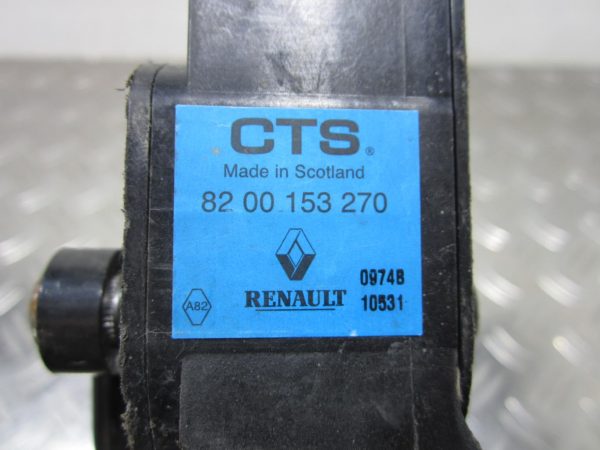 CTS®
Made in Scotland
82 00 153 270
09748
A82
RENAULT
10531